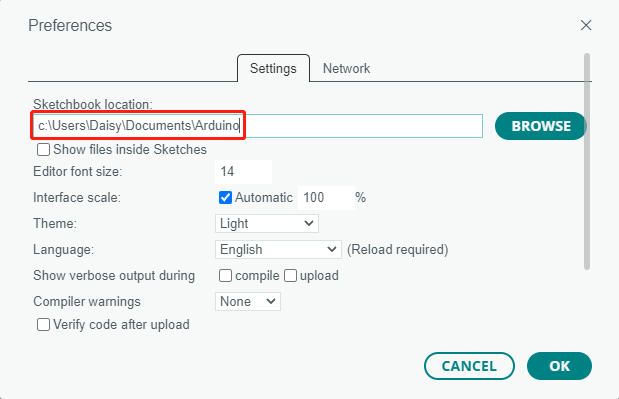 Preferences
Settings Network
Sketchbook location:
c:\Users\Daisy\Documents\Arduino
BROWSE
Show files inside Sketches
Editor font size: 14
Interface scale: Automatic 100 %
Theme: Light
Language: English (Reload required)
Show verbose output during compile upload
Compiler warnings None
Verify code after upload
CANCEL OK